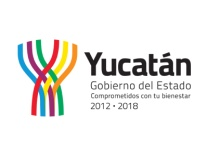 Yucatán
Gobierno del Estado
Comprometidos con tu bienestar
2012 • 2018